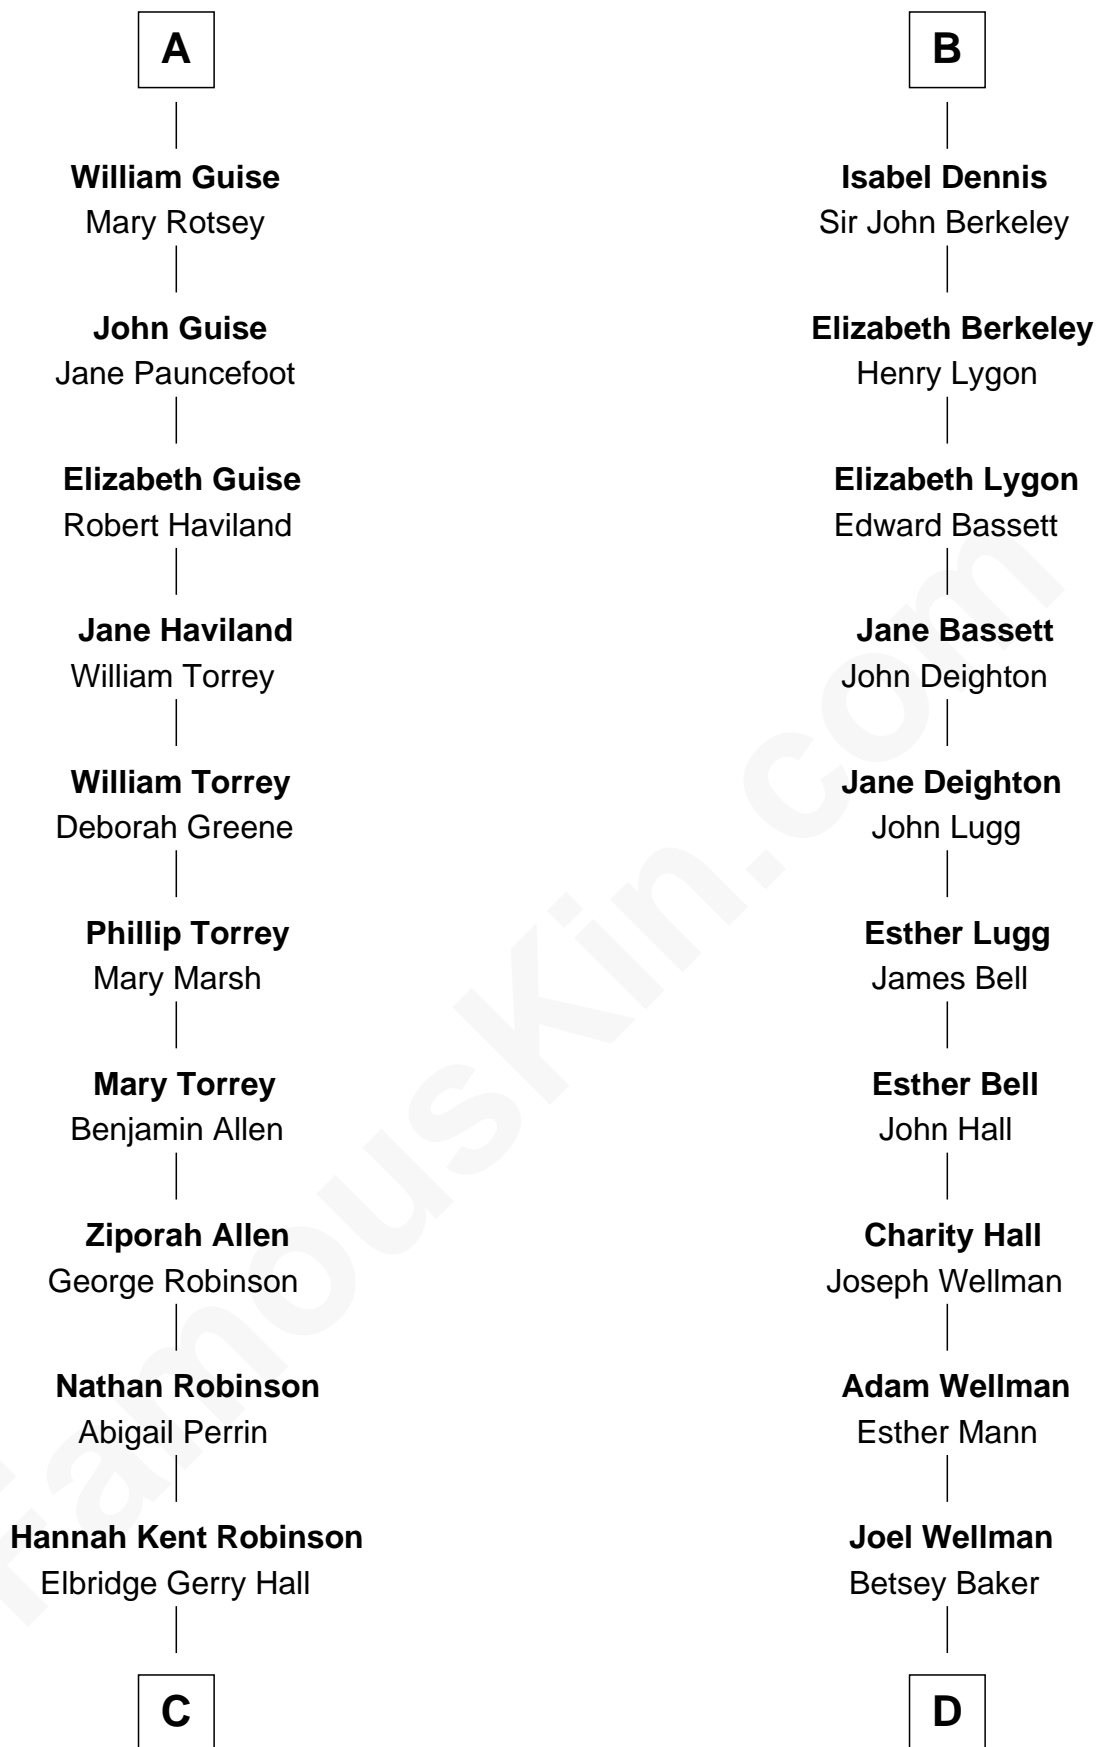 A
William Guise
Mary Rotsey
John Guise
Jane Pauncefoot
Elizabeth Guise
Robert Haviland
Jane Haviland
William Torrey
William Torrey
Deborah Greene
Phillip Torrey
Mary Marsh
Mary Torrey
Benjamin Allen
Ziporah Allen
George Robinson
Nathan Robinson
Abigail Perrin
Hannah Kent Robinson
Elbridge Gerry Hall
C
B
Isabel Dennis
Sir John Berkeley
Elizabeth Berkeley
Henry Lygon
Elizabeth Lygon
Edward Bassett
Jane Bassett
John Deighton
Jane Deighton
John Lugg
Esther Lugg
James Bell
Esther Bell
John Hall
Charity Hall
Joseph Wellman
Adam Wellman
Esther Mann
Joel Wellman
Betsey Baker
D
FamousKin.com